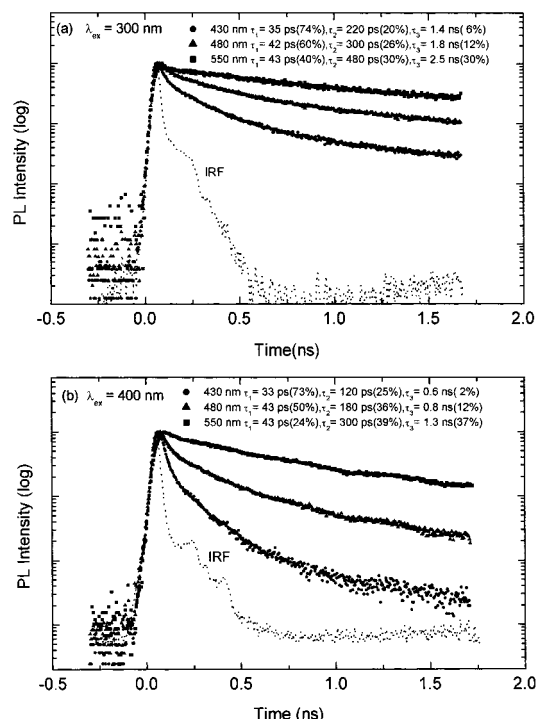 (a) λex = 300 nm
● 430 nm τ1= 35 ps(74%),τ2= 220 ps(20%),τ3= 1.4 ns( 6%)
▲ 480 nm τ1= 42 ps(60%),τ2= 300 ps(26%),τ3= 1.8 ns(12%)
■ 550 nm τ1= 43 ps(40%),τ2= 480 ps(30%),τ3= 2.5 ns(30%)
PL Intensity (log)
IRF
-0.5 0.0 0.5 1.0 1.5 2.0
Time(ns)
(b) λex = 400 nm
● 430 nm τ1= 33 ps(73%),τ2= 120 ps(25%),τ3= 0.6 ns( 2%)
▲ 480 nm τ1= 43 ps(50%),τ2= 180 ps(36%),τ3= 0.8 ns(12%)
■ 550 nm τ1= 43 ps(24%),τ2= 300 ps(39%),τ3= 1.3 ns(37%)
PL Intensity (log)
IRF
-0.5 0.0 0.5 1.0 1.5 2.0
Time (ns)